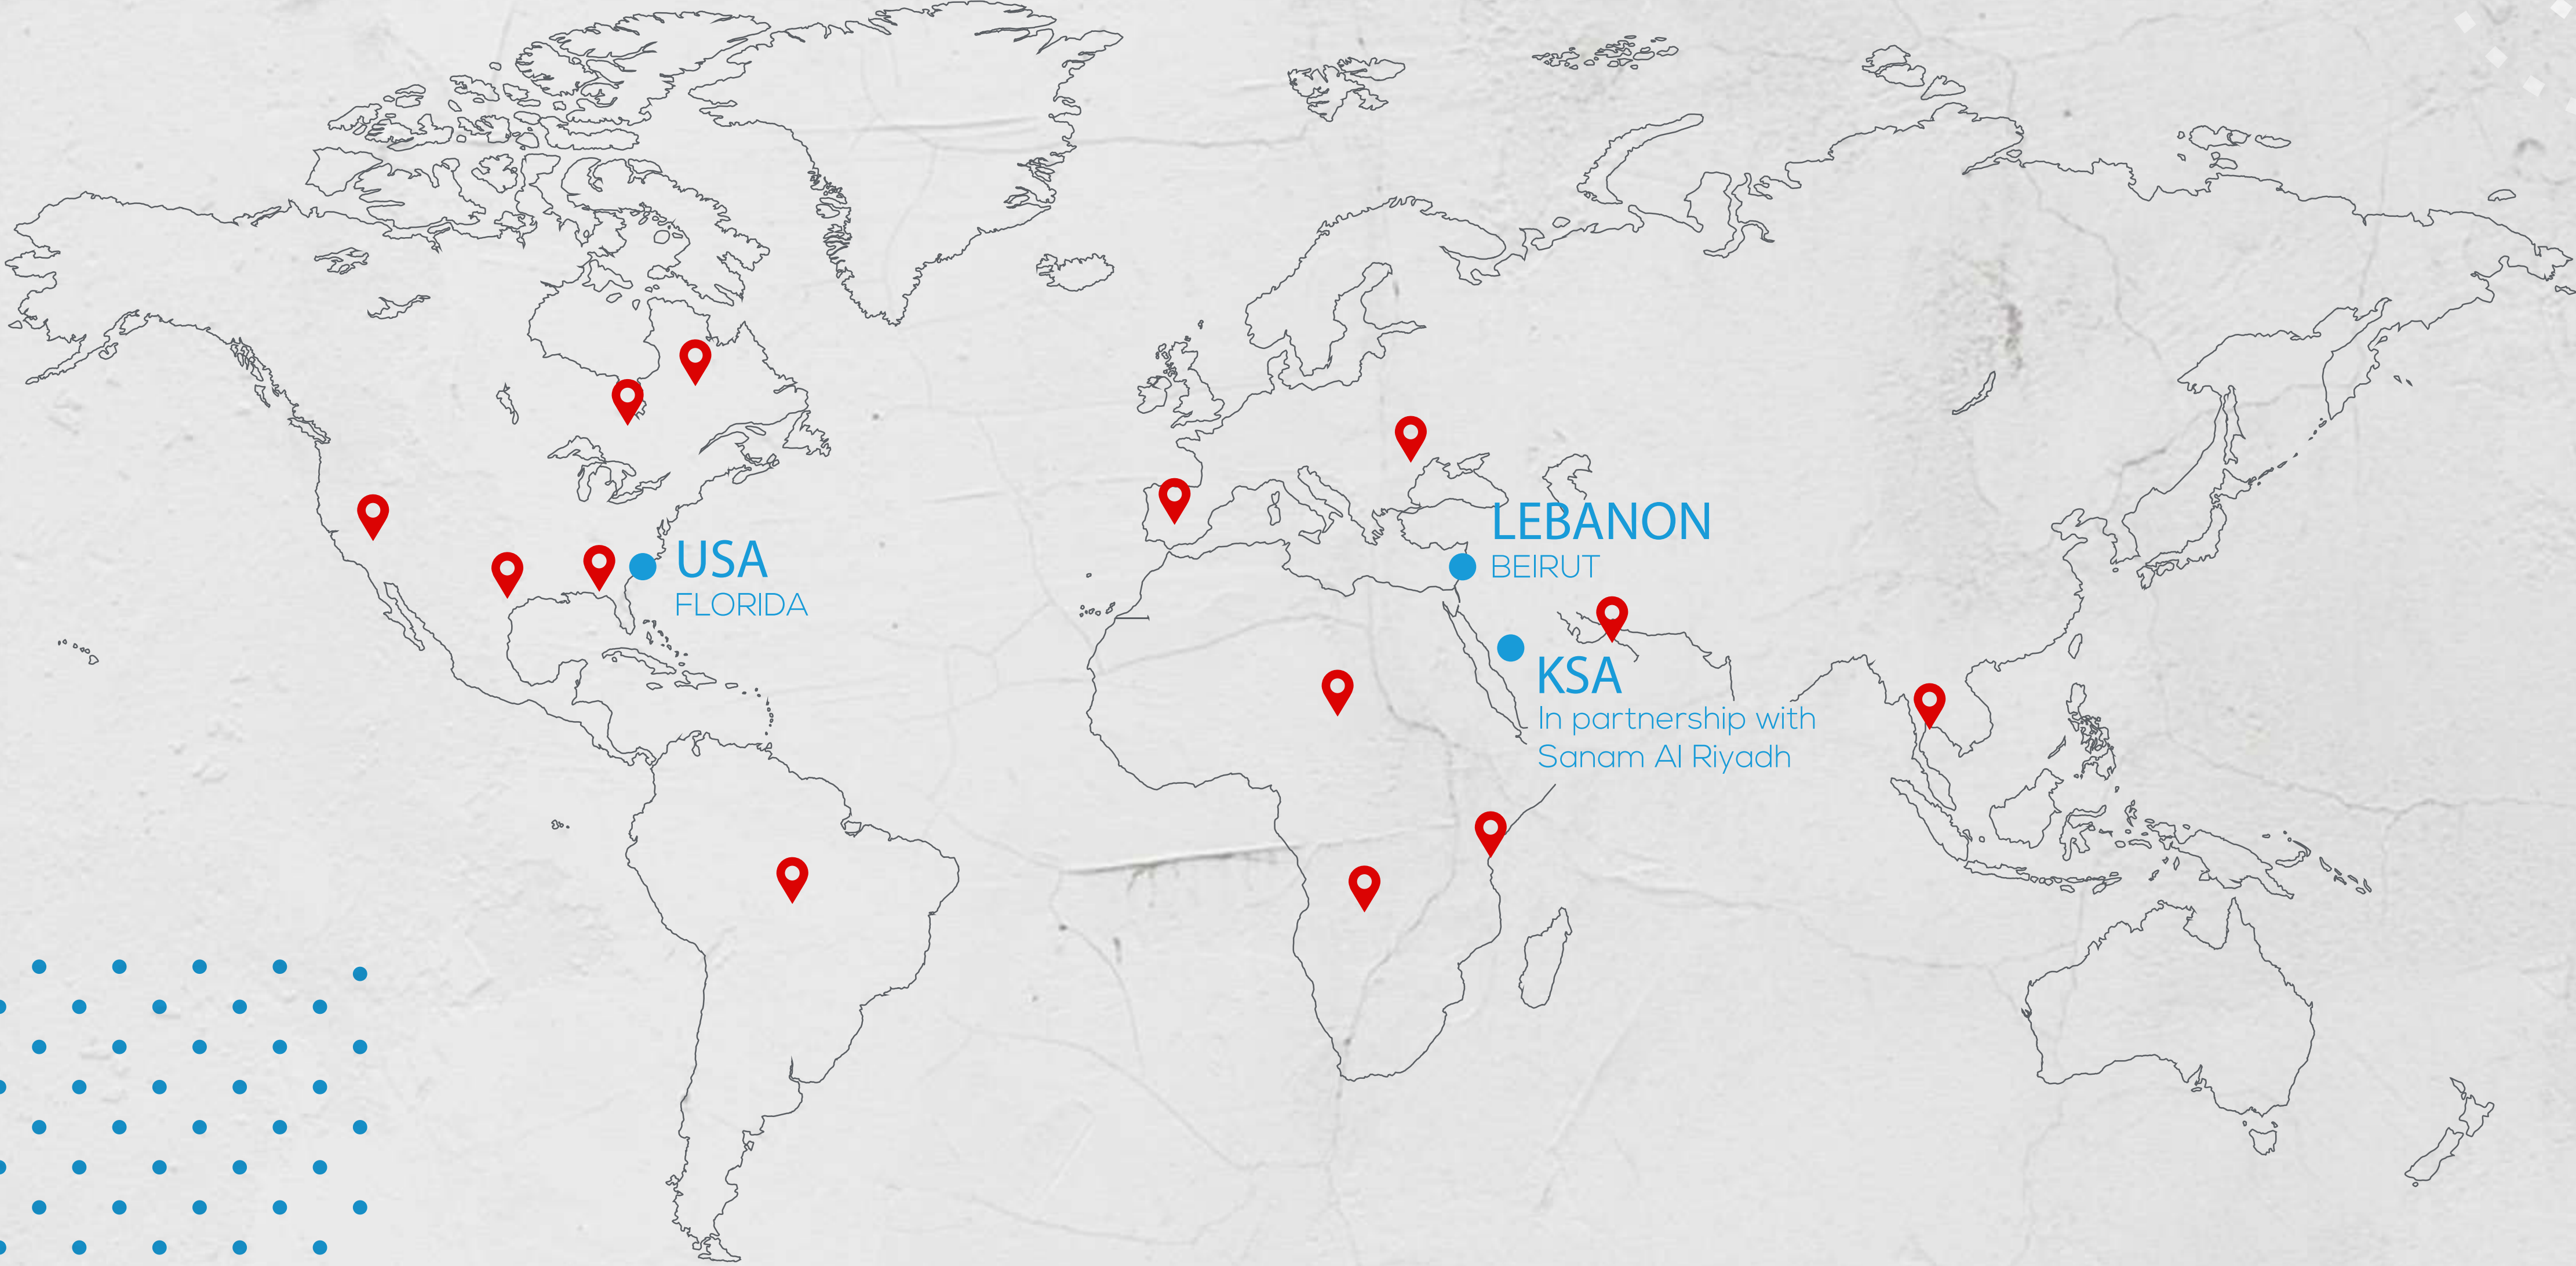 USA
FLORIDA
LEBANON
BEIRUT
KSA
In partnership with
Sanam Al Riyadh